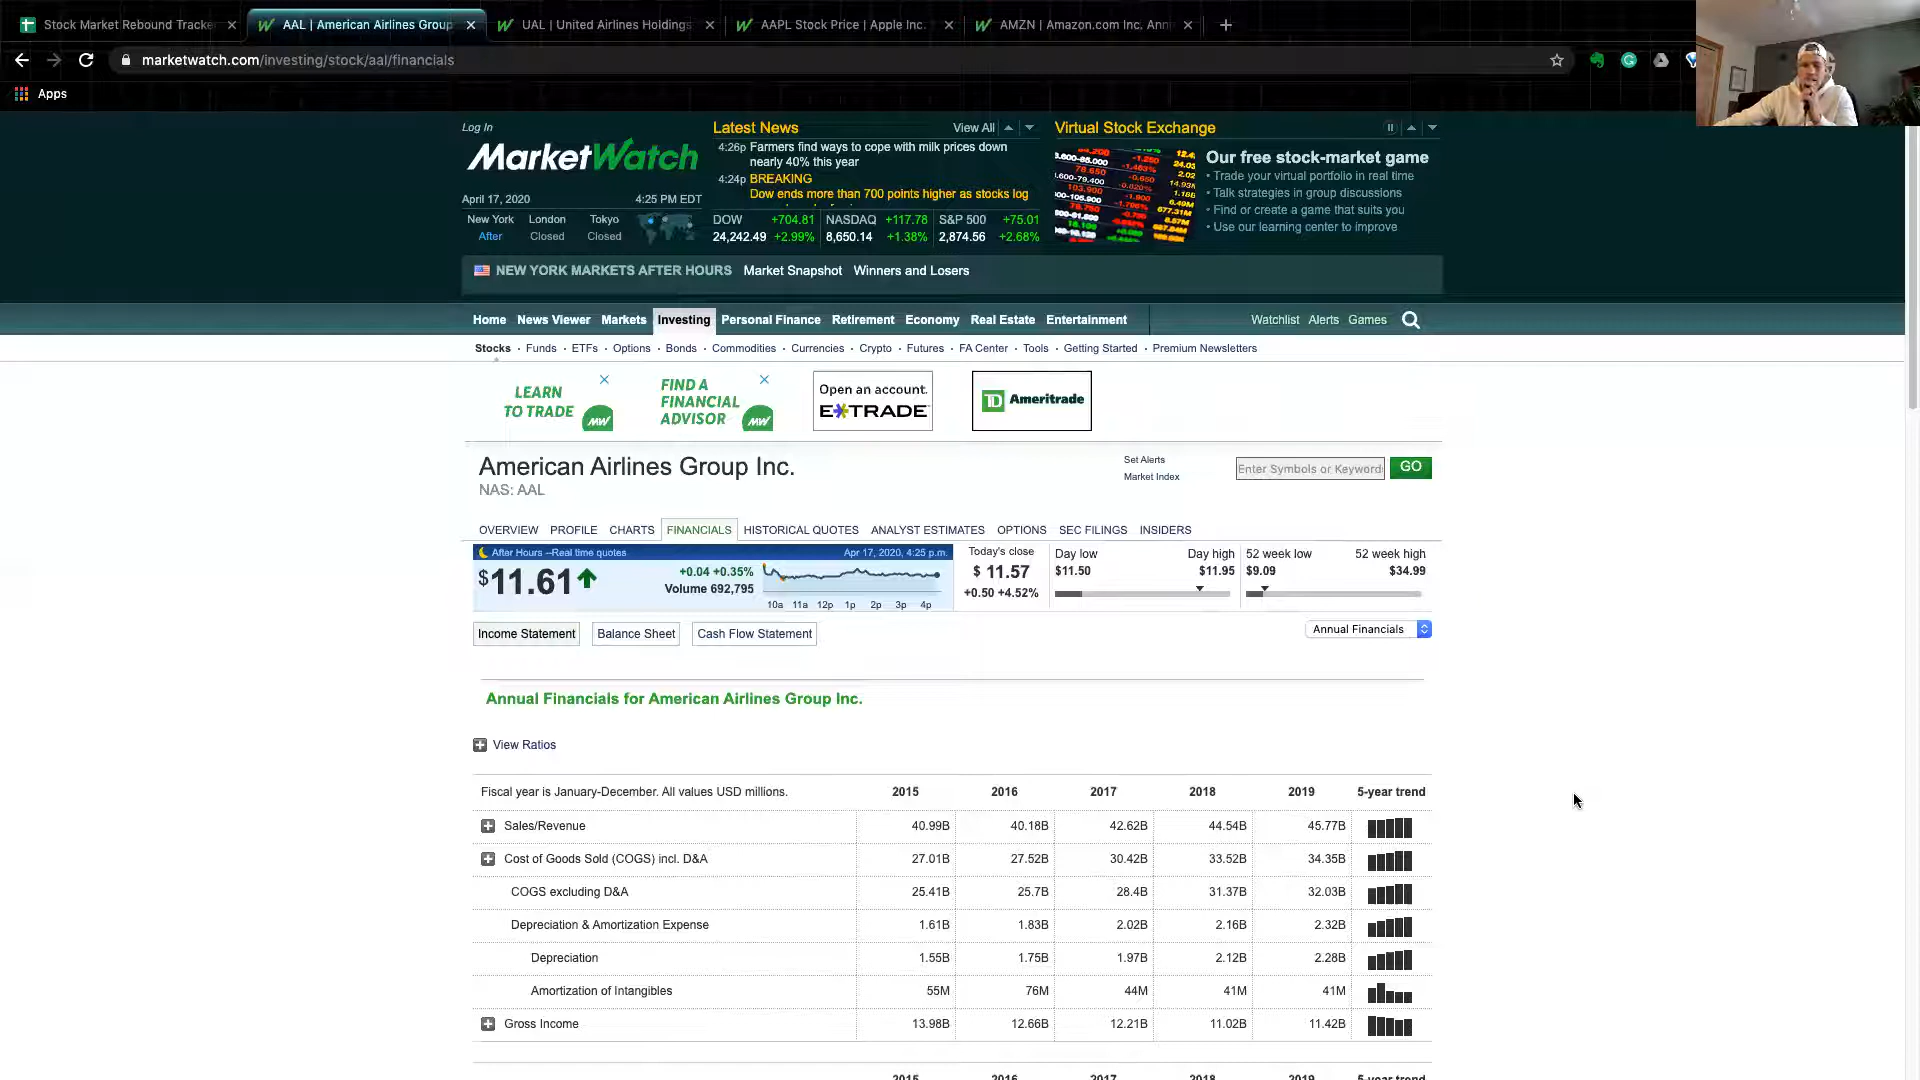 Stock Market Rebound Tracke
AAL | American Airlines Group
UAL | United Airlines Holdings
AAPL Stock Price | Apple Inc.
AMZN | Amazon.com Inc. Ann
marketwatch.com/investing/stock/aal/financials
Apps
Log In
MarketWatch
April 17, 2020 4:25 PM EDT
New York London Tokyo
After Closed Closed
Latest News View All
4:26p Farmers find ways to cope with milk prices down
nearly 40% this year
4:24p BREAKING
Dow ends more than 700 points higher as stocks log
DOW +704.81 NASDAQ +117.78 S&P 500 +75.01
24,242.49 +2.99% 8,650.14 +1.38% 2,874.56 +2.68%
Virtual Stock Exchange
Our free stock-market game
• Trade your virtual portfolio in real time
• Talk strategies in group discussions
• Find or create a game that suits you
• Use our learning center to improve
NEW YORK MARKETS AFTER HOURS Market Snapshot Winners and Losers
Home News Viewer Markets Investing Personal Finance Retirement Economy Real Estate Entertainment Watchlist Alerts Games
Stocks · Funds · ETFs · Options · Bonds · Commodities · Currencies · Crypto · Futures · FA Center · Tools · Getting Started · Premium Newsletters
LEARN
TO TRADE
MW
FIND A
FINANCIAL
ADVISOR
MW
Open an account.
E*TRADE
TD Ameritrade
American Airlines Group Inc.
NAS: AAL
Set Alerts
Market Index
Enter Symbols or Keywords GO
OVERVIEW PROFILE CHARTS FINANCIALS HISTORICAL QUOTES ANALYST ESTIMATES OPTIONS SEC FILINGS INSIDERS
After Hours --Real time quotes Apr 17, 2020, 4:25 p.m.
$11.61
+0.04 +0.35%
Volume 692,795
10a 11a 12p 1p 2p 3p 4p
Today's close
$ 11.57
+0.50 +4.52%
Day low Day high
$11.50 $11.95
52 week low 52 week high
$9.09 $34.99
Income Statement Balance Sheet Cash Flow Statement Annual Financials
Annual Financials for American Airlines Group Inc.
View Ratios
Fiscal year is January-December. All values USD millions. 2015 2016 2017 2018 2019 5-year trend
Sales/Revenue 40.99B 40.18B 42.62B 44.54B 45.77B
Cost of Goods Sold (COGS) incl. D&A 27.01B 27.52B 30.42B 33.52B 34.35B
COGS excluding D&A 25.41B 25.7B 28.4B 31.37B 32.03B
Depreciation & Amortization Expense 1.61B 1.83B 2.02B 2.16B 2.32B
Depreciation 1.55B 1.75B 1.97B 2.12B 2.28B
Amortization of Intangibles 55M 76M 44M 41M 41M
Gross Income 13.98B 12.66B 12.21B 11.02B 11.42B
2015 2016 2017 2018 2019 5-year trend